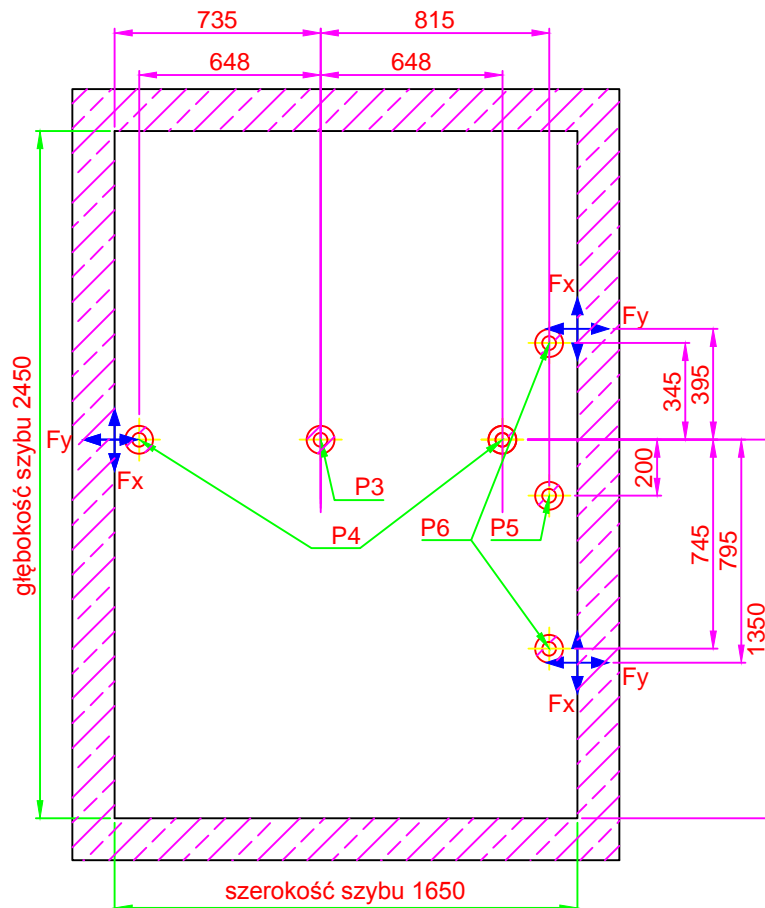 735
815
648
648
Fx
Fy
345
395
głębokość szybu 2450
Fy
Fx
P3
200
P4
P6
P5
745
795
1350
Fy
Fx
szerokość szybu 1650